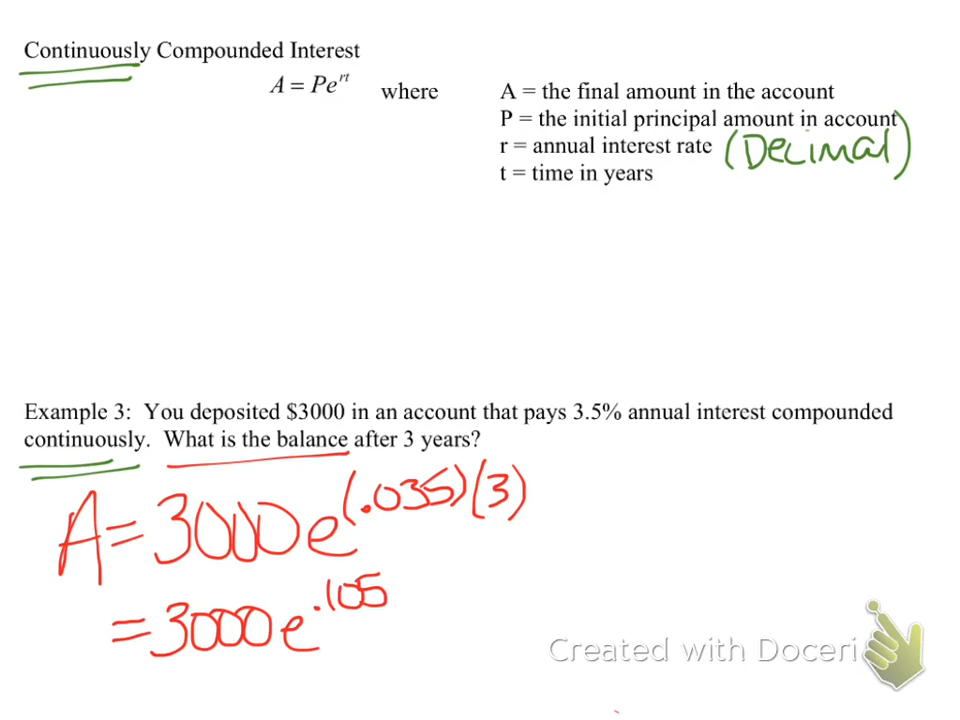 Continuously Compounded Interest
A = Pe^{rt} where A = the final amount in the account
P = the initial principal amount in account
r = annual interest rate (Decimal)
t = time in years
Example 3: You deposited $3000 in an account that pays 3.5% annual interest compounded
continuously. What is the balance after 3 years?
A = 3000e^{(.035)(3)}
= 3000e^{.105}
Created with Doceri